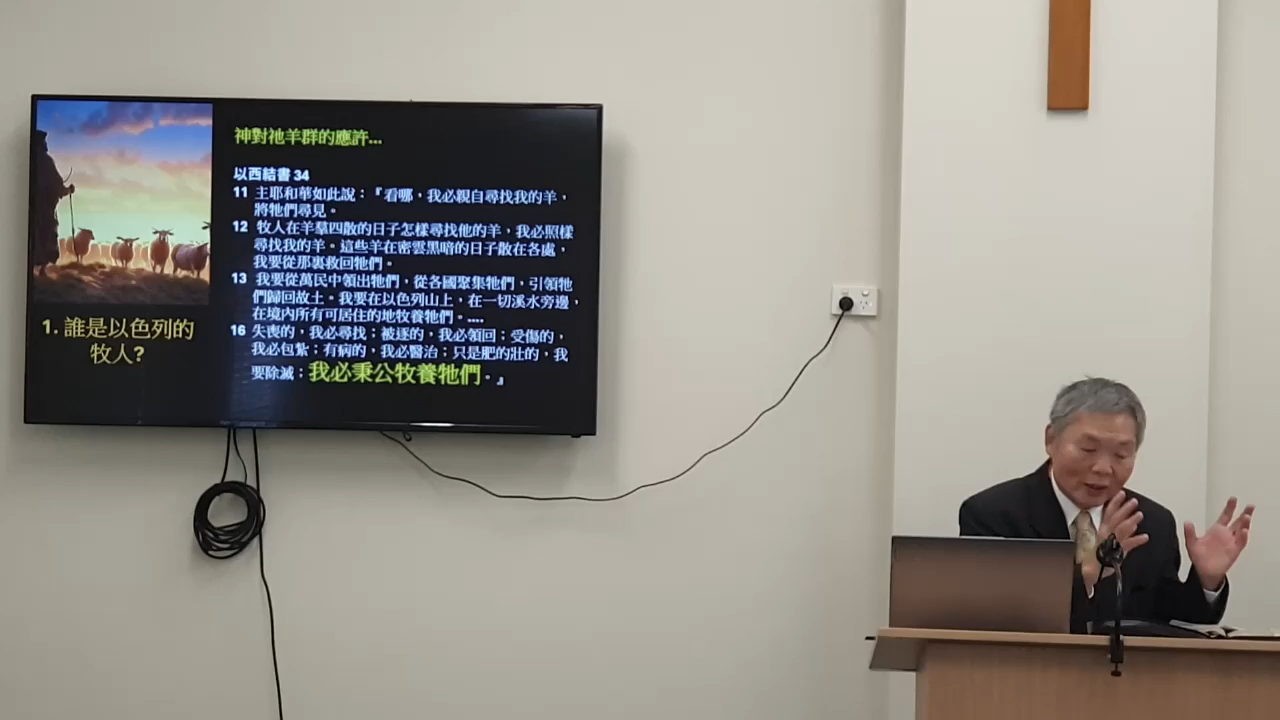 神對祂羊群的應許...
以西結書 34
11 主耶和華如此說：『看哪，我必親自尋找我的羊，
將牠們尋見。
12 牧人在羊羣四散的日子怎樣尋找他的羊，我必照樣
尋找我的羊。這些羊在密雲黑暗的日子散在各處，
我要從那裏救回牠們。
13 我要從萬民中領出牠們，從各國聚集牠們，引領牠
們歸回故土。我要在以色列山上，在一切溪水旁邊，
在境內所有可居住的地牧養牠們。....
16 失喪的，我必尋找；被逐的，我必領回；受傷的，
我必包紮；有病的，我必醫治；只是肥的壯的，我
要除滅；我必秉公牧養牠們。』
1. 誰是以色列的
牧人?